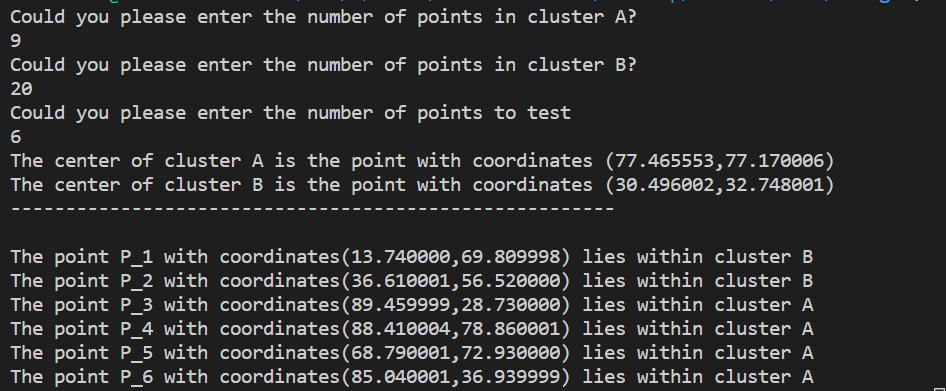 Could you please enter the number of points in cluster A?
9
Could you please enter the number of points in cluster B?
20
Could you please enter the number of points to test
6
The center of cluster A is the point with coordinates (77.465553,77.170006)
The center of cluster B is the point with coordinates (30.496002,32.748001)
-------------------------------------------------------
The point P_1 with coordinates(13.740000,69.809998) lies within cluster B
The point P_2 with coordinates(36.610001,56.520000) lies within cluster B
The point P_3 with coordinates(89.459999,28.730000) lies within cluster A
The point P_4 with coordinates(88.410004,78.860001) lies within cluster A
The point P_5 with coordinates(68.790001,72.930000) lies within cluster A
The point P_6 with coordinates(85.040001,36.939999) lies within cluster A